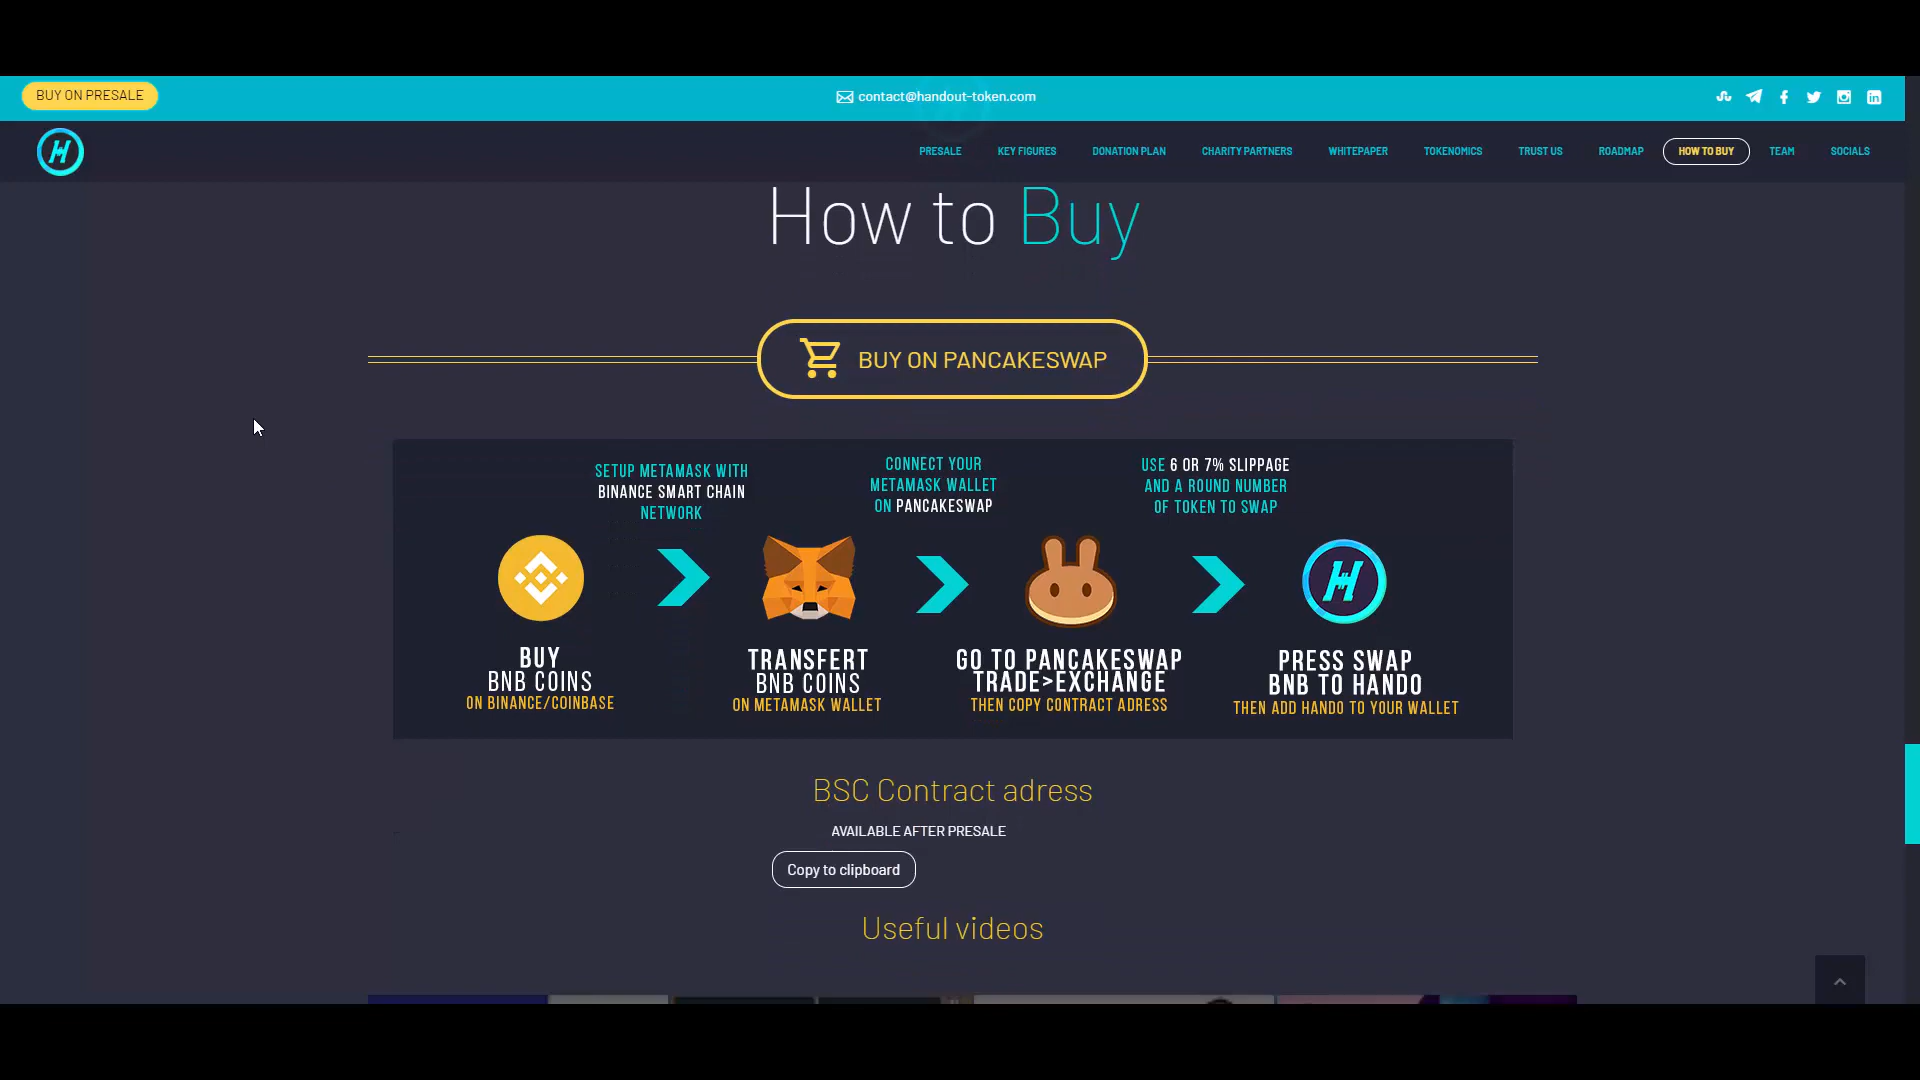 BUY ON PRESALE
contact@handout-token.com
PRESALE KEY FIGURES DONATION PLAN CHARITY PARTNERS WHITEPAPER TOKENOMICS TRUST US ROADMAP HOW TO BUY TEAM SOCIALS
How to Buy
BUY ON PANCAKESWAP
SETUP METAMASK WITH
BINANCE SMART CHAIN
NETWORK
CONNECT YOUR
METAMASK WALLET
ON PANCAKESWAP
USE 6 OR 7% SLIPPAGE
AND A ROUND NUMBER
OF TOKEN TO SWAP
BUY
BNB COINS
ON BINANCE/COINBASE
TRANSFERT
BNB COINS
ON METAMASK WALLET
GO TO PANCAKESWAP
TRADE>EXCHANGE
THEN COPY CONTRACT ADRESS
PRESS SWAP
BNB TO HANDO
THEN ADD HANDO TO YOUR WALLET
BSC Contract adress
AVAILABLE AFTER PRESALE
Copy to clipboard
Useful videos